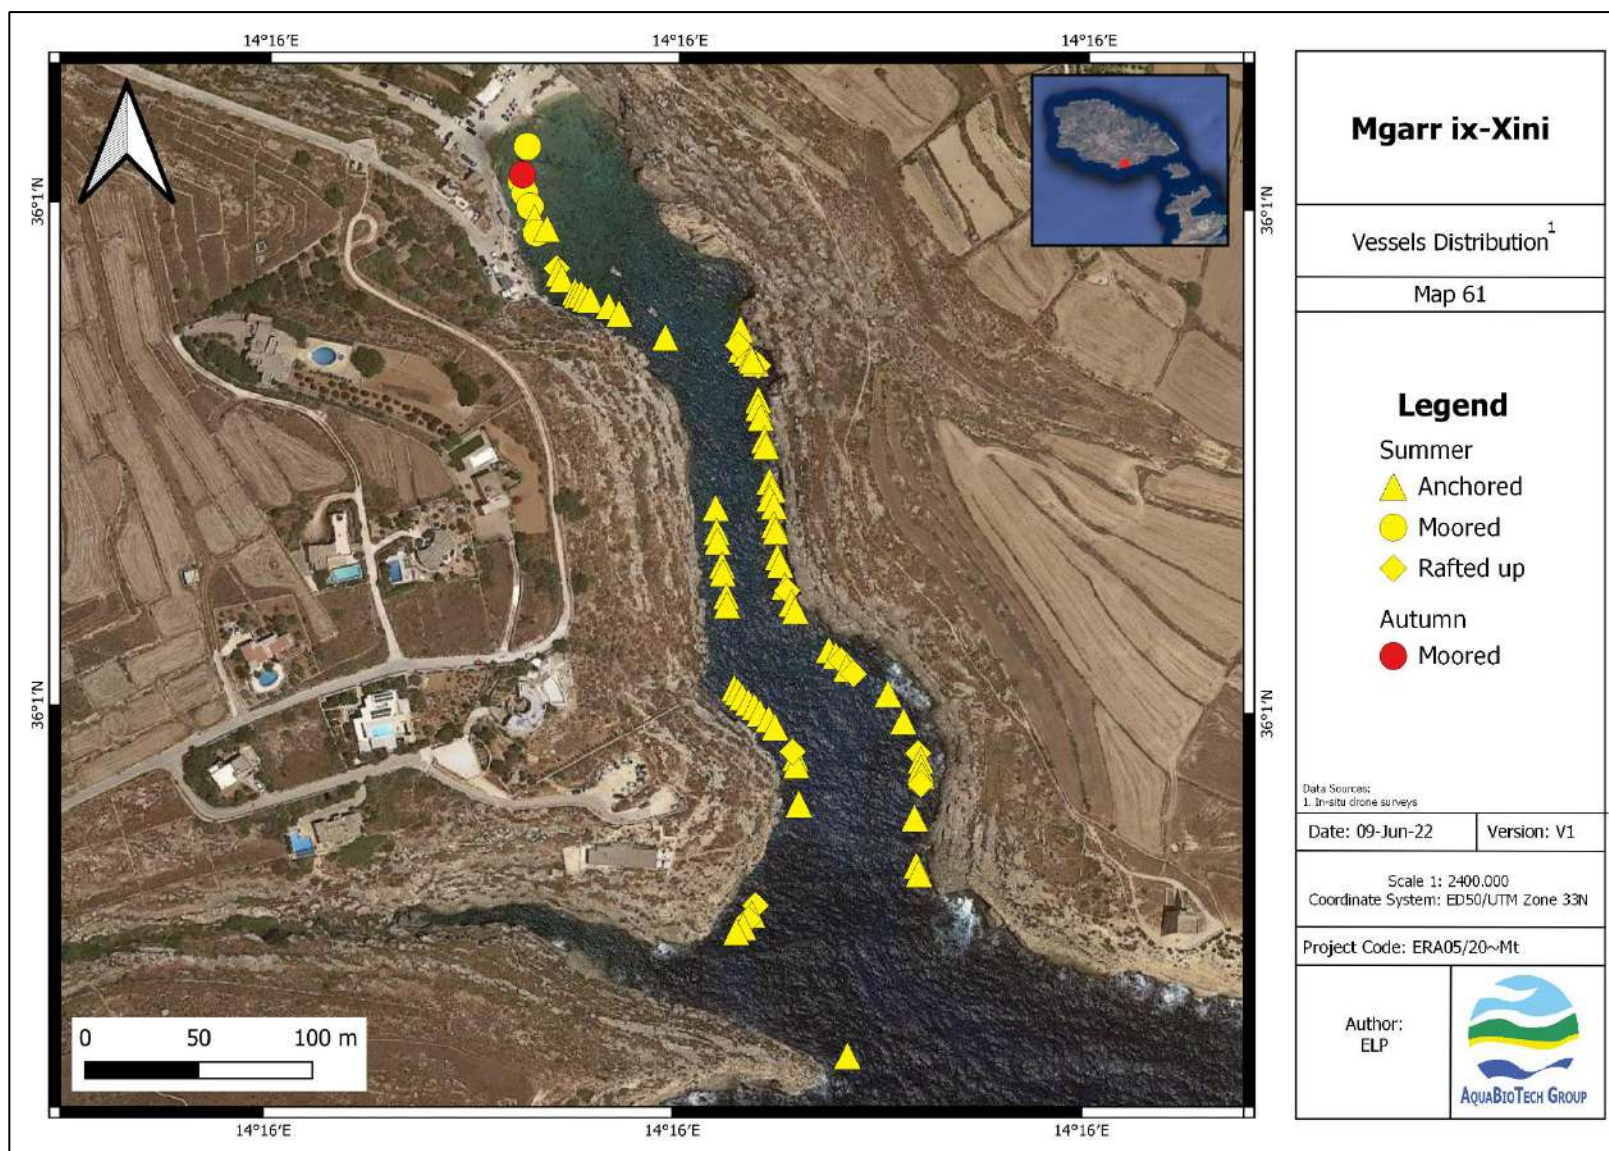 14°16'E 14°16'E 14°16'E
36°1'N 36°1'N
36°1'N 36°1'N
0 50 100 m
14°16'E 14°16'E 14°16'E
Mgarr ix-Xini
Vessels Distribution1
Map 61
Legend
Summer
Anchored
Moored
Rafted up
Autumn
Moored
Data Sources:
1. In-situ drone surveys
Date: 09-Jun-22 Version: V1
Scale 1: 2400.000
Coordinate System: ED50/UTM Zone 33N
Project Code: ERA05/20~Mt
Author:
ELP
AQUABIOTECH GROUP